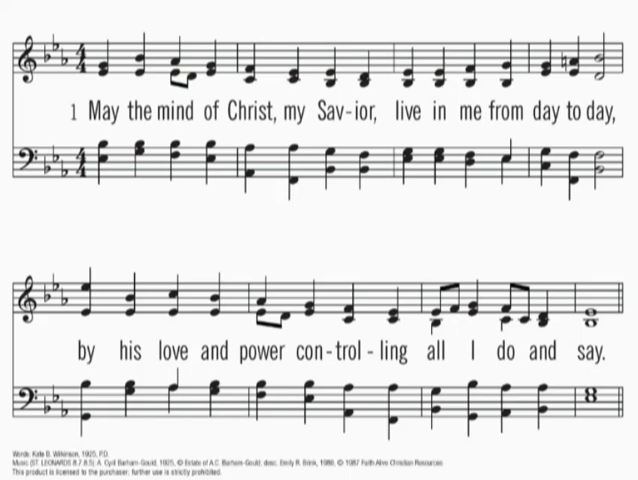 1 May the mind of Christ, my Sav-ior, live in me from day to day,
by his love and power con-trol-ling all I do and say.
Words: Kate B. Wilkinson, 1925, P.D.
Music (ST. LEONARDS 8.7.8.5): A. Cyril Barham-Gould, 1925, © Estate of A.C. Barham-Gould; desc. Emily R. Brink, 1986, © 1987 Faith Alive Christian Resources
This product is licensed to the purchaser; further use is strictly prohibited.